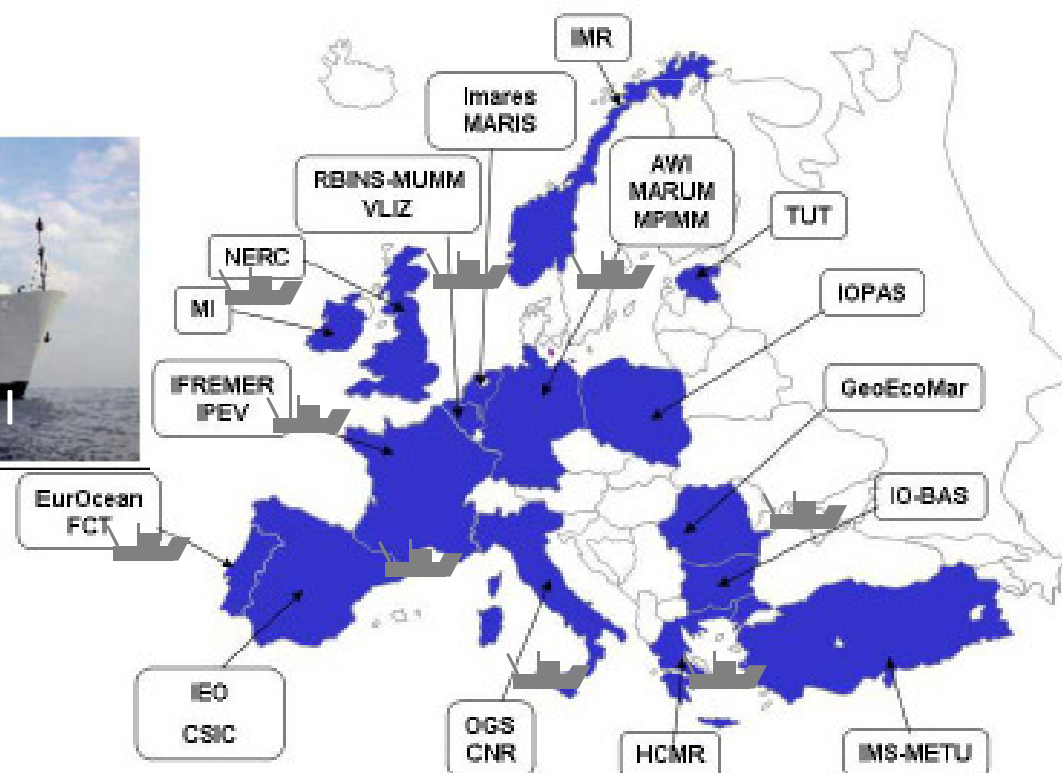 IMR
Imares
MARIS
RBINS-MUMM
VLIZ
AWI
MARUM
MPIMM
TUT
NERC
MI
IOPAS
IFREMER
IPEV
GeoEcoMar
EurOcean
FCT
IO-BAS
IEO
CSIC
OGS
CNR
HCMR
IMS-METU